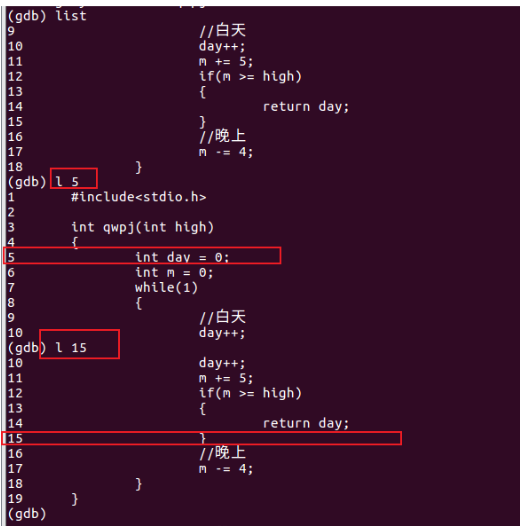 (gdb) list
9 //白天
10 day++;
11 m += 5;
12 if(m >= high)
13 {
14 return day;
15 }
16 //晚上
17 m -= 4;
18 }
(gdb) l 5
1 #include<stdio.h>
2
3 int qwpj(int high)
4 {
5 int day = 0;
6 int m = 0;
7 while(1)
8 {
9 //白天
10 day++;
(gdb) l 15
10 day++;
11 m += 5;
12 if(m >= high)
13 {
14 return day;
15 }
16 //晚上
17 m -= 4;
18 }
19 }
(gdb)